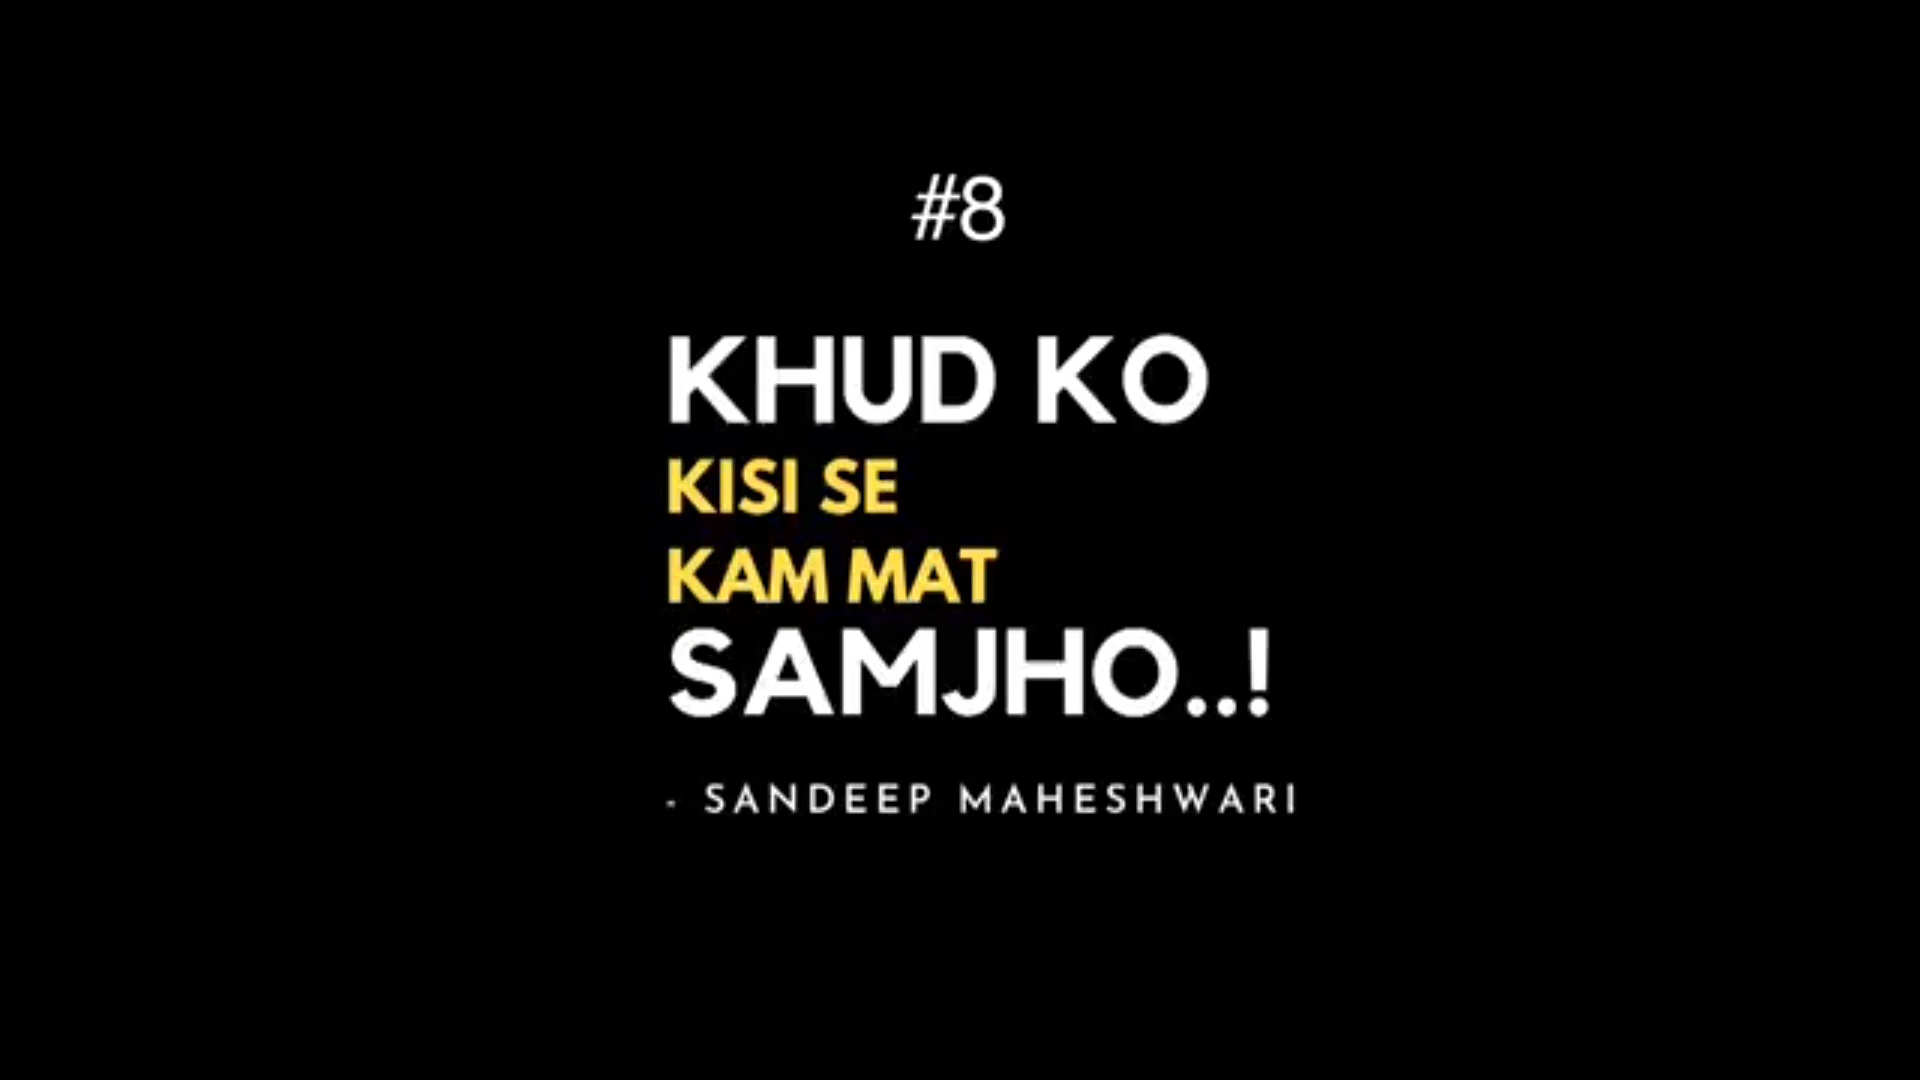 #8
KHUD KO
KISI SE
KAM MAT
SAMJHO..!
- SANDEEP MAHESHWARI